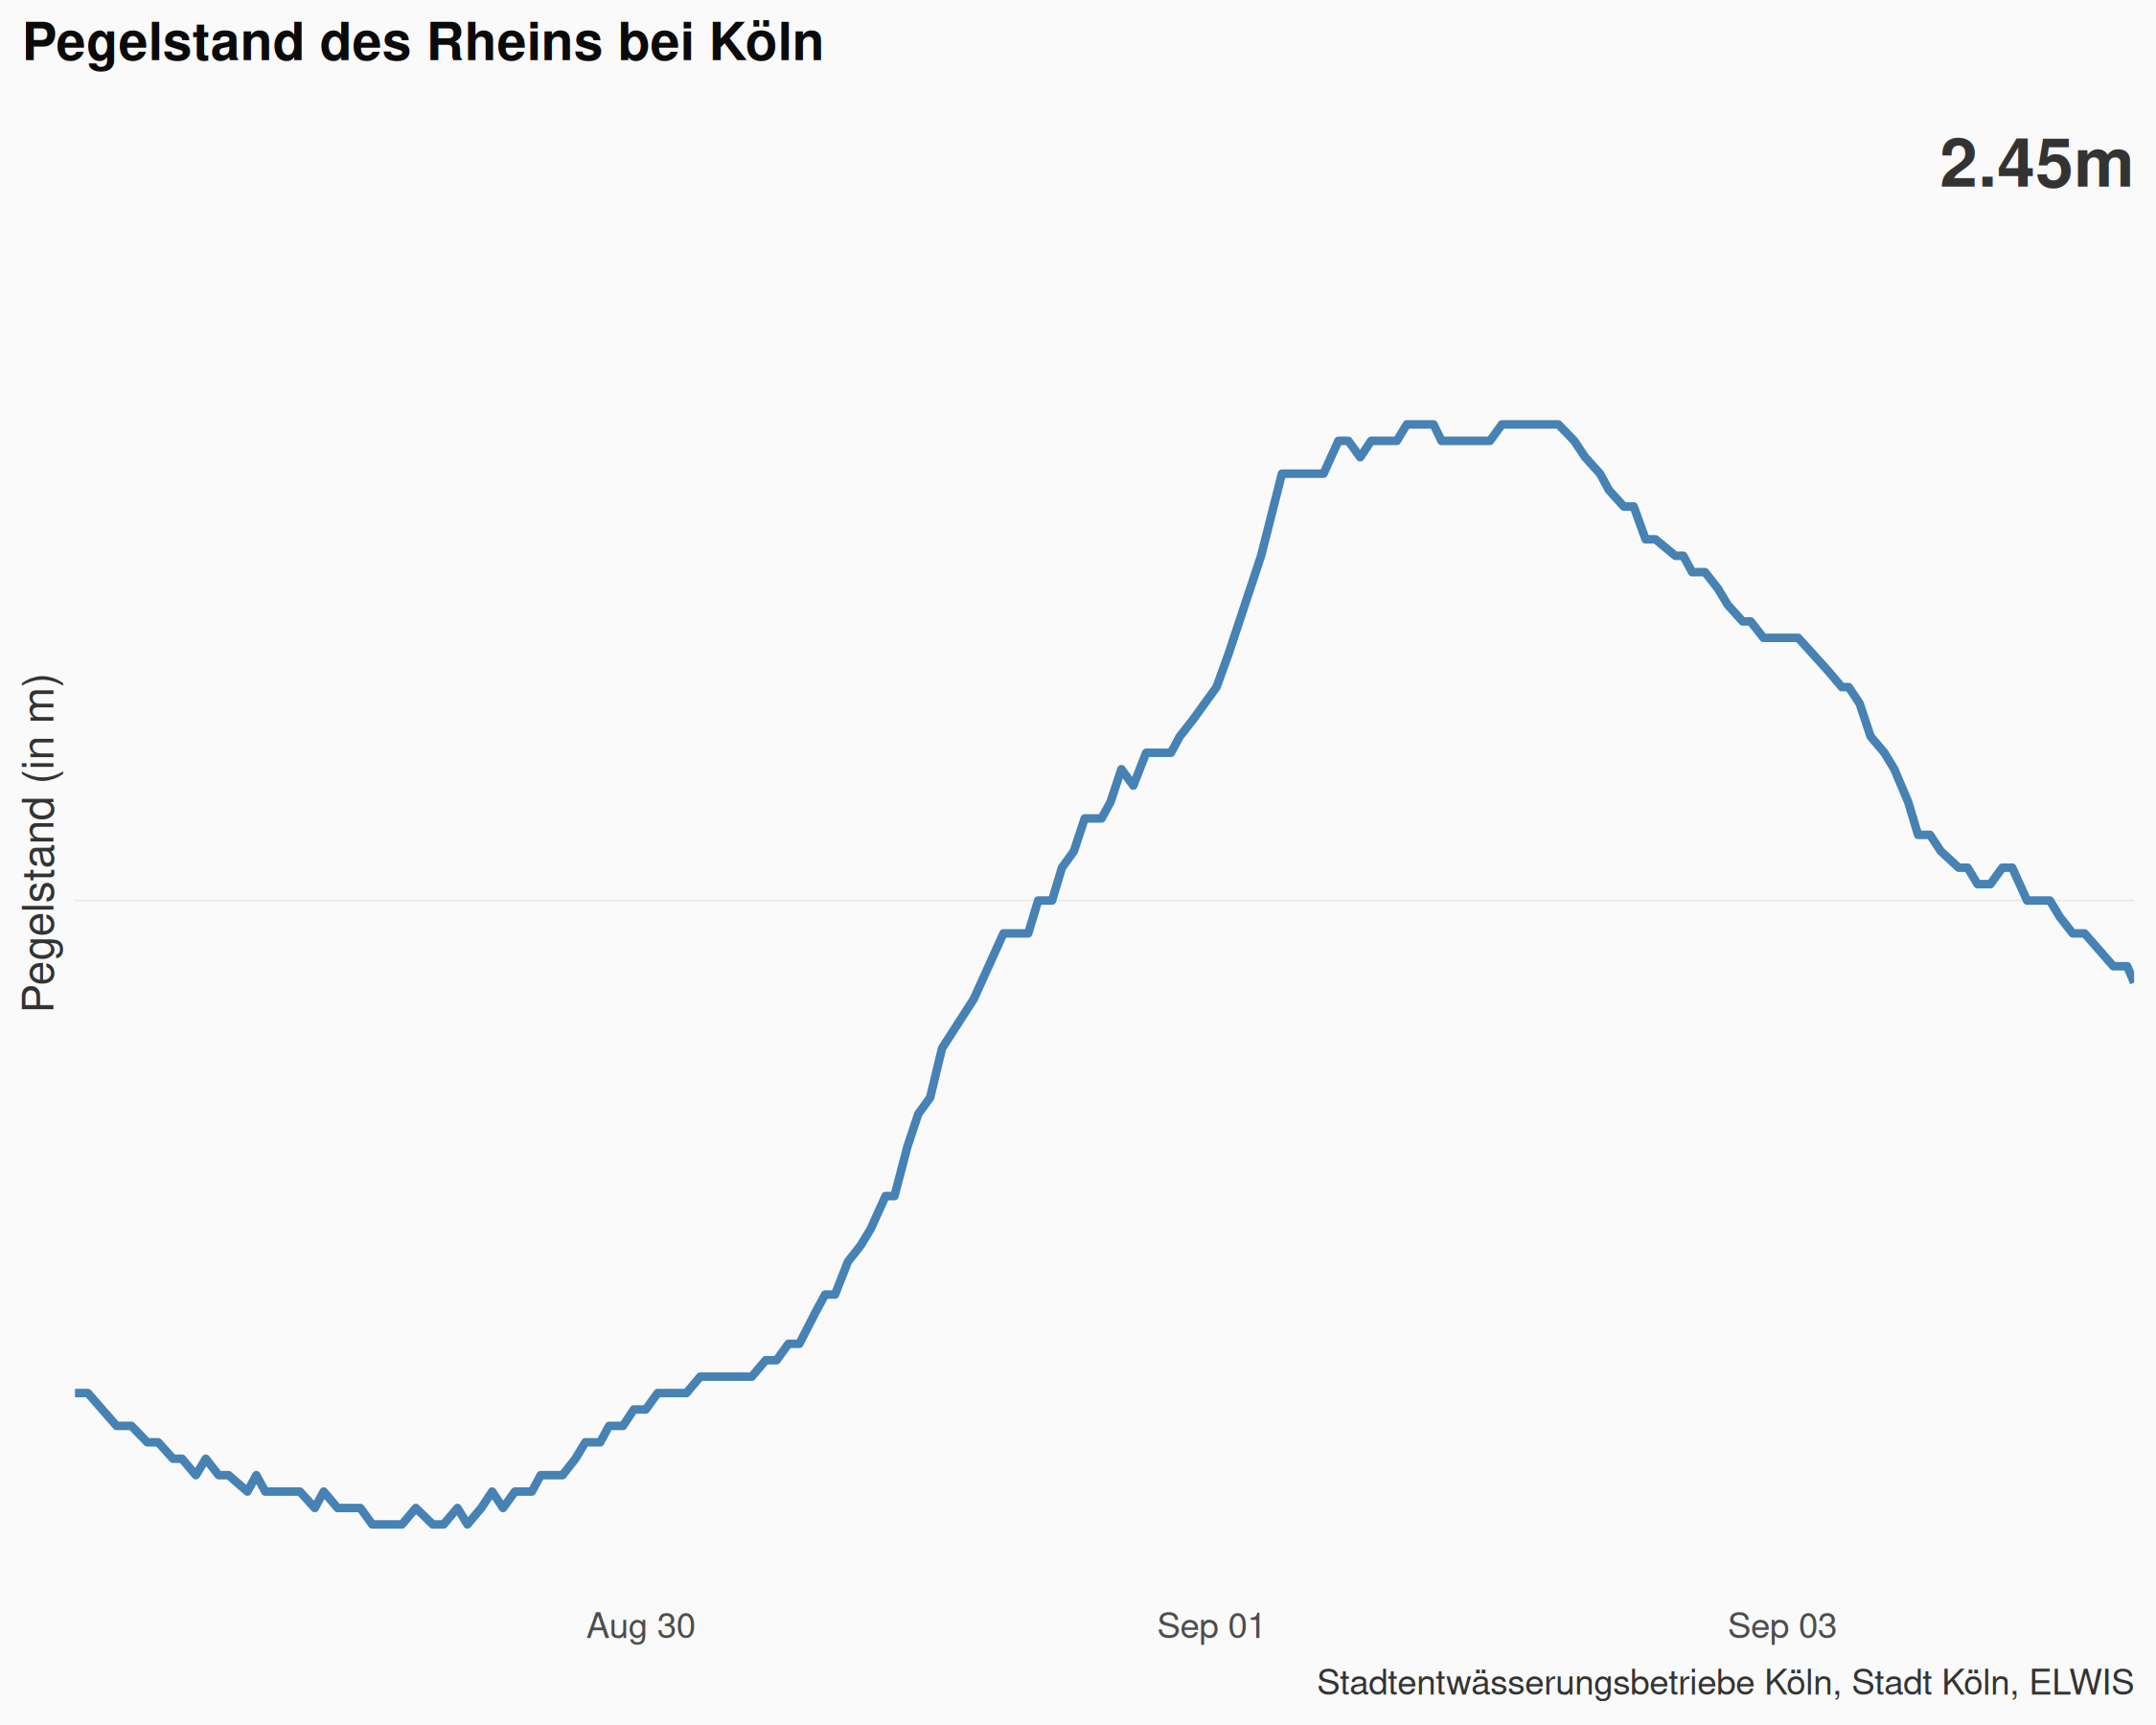 Pegelstand des Rheins bei Köln
2.45m
Pegelstand (in m)
Aug 30
Sep 01
Sep 03
Stadtentwässerungsbetriebe Köln, Stadt Köln, ELWIS